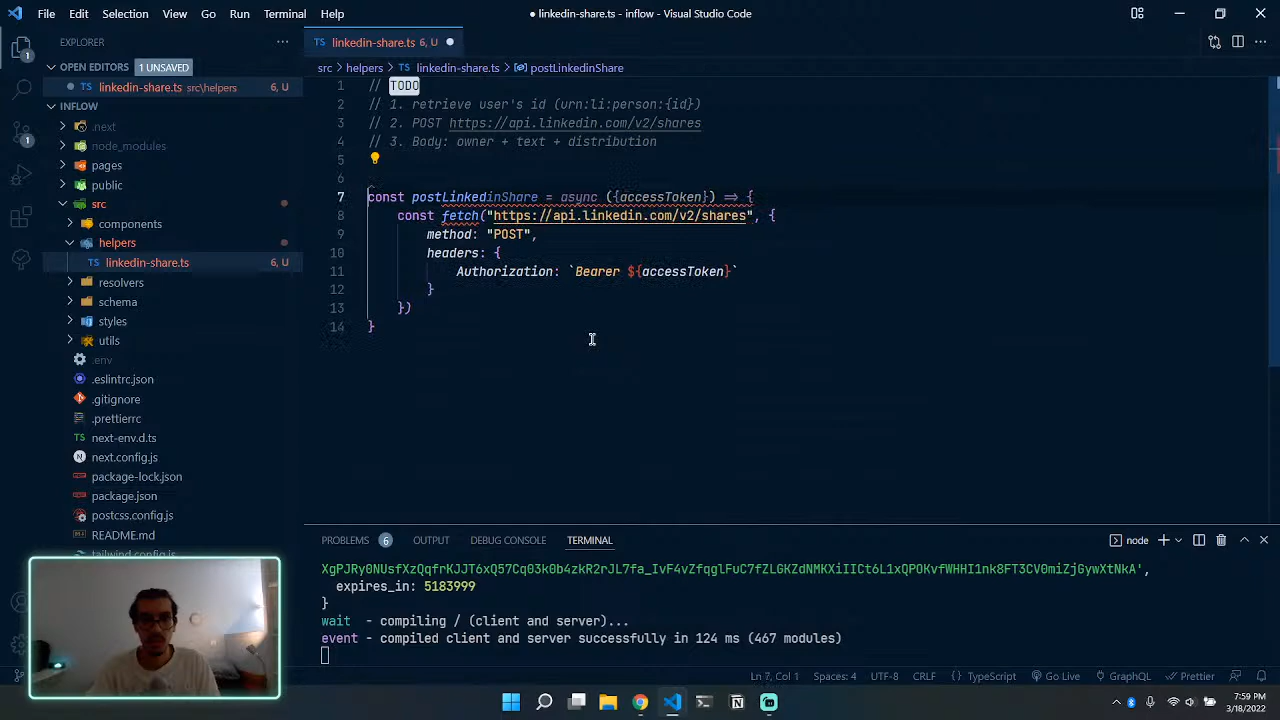 File Edit Selection View Go Run Terminal Help
● linkedin-share.ts - inflow - Visual Studio Code
EXPLORER
TS linkedin-share.ts 6, U
OPEN EDITORS 1 UNSAVED
src > helpers > TS linkedin-share.ts > postLinkedinShare
TS linkedin-share.ts src\helpers 6, U
INFLOW
.next
node_modules
pages
public
src
components
helpers
TS linkedin-share.ts 6, U
resolvers
schema
styles
utils
.env
.eslintrc.json
.gitignore
.prettierrc
TS next-env.d.ts
next.config.js
package-lock.json
package.json
postcss.config.js
README.md
tailwind.config.js
1 // TODO
2 // 1. retrieve user's id (urn:li:person:{id})
3 // 2. POST https://api.linkedin.com/v2/shares
4 // 3. Body: owner + text + distribution
5
6
7 const postLinkedinShare = async ({accessToken}) => {
8 const fetch("https://api.linkedin.com/v2/shares", {
9 method: "POST",
10 headers: {
11 Authorization: `Bearer ${accessToken}`
12 }
13 })
14 }
PROBLEMS 6 OUTPUT DEBUG CONSOLE TERMINAL
node
expires_in: 5183999
}
wait - compiling / (client and server)...
event - compiled client and server successfully in 124 ms (467 modules)
Ln 7, Col 1 Spaces: 4 UTF-8 CRLF {} TypeScript Go Live GraphQL Prettier
7:59 PM
3/18/2022